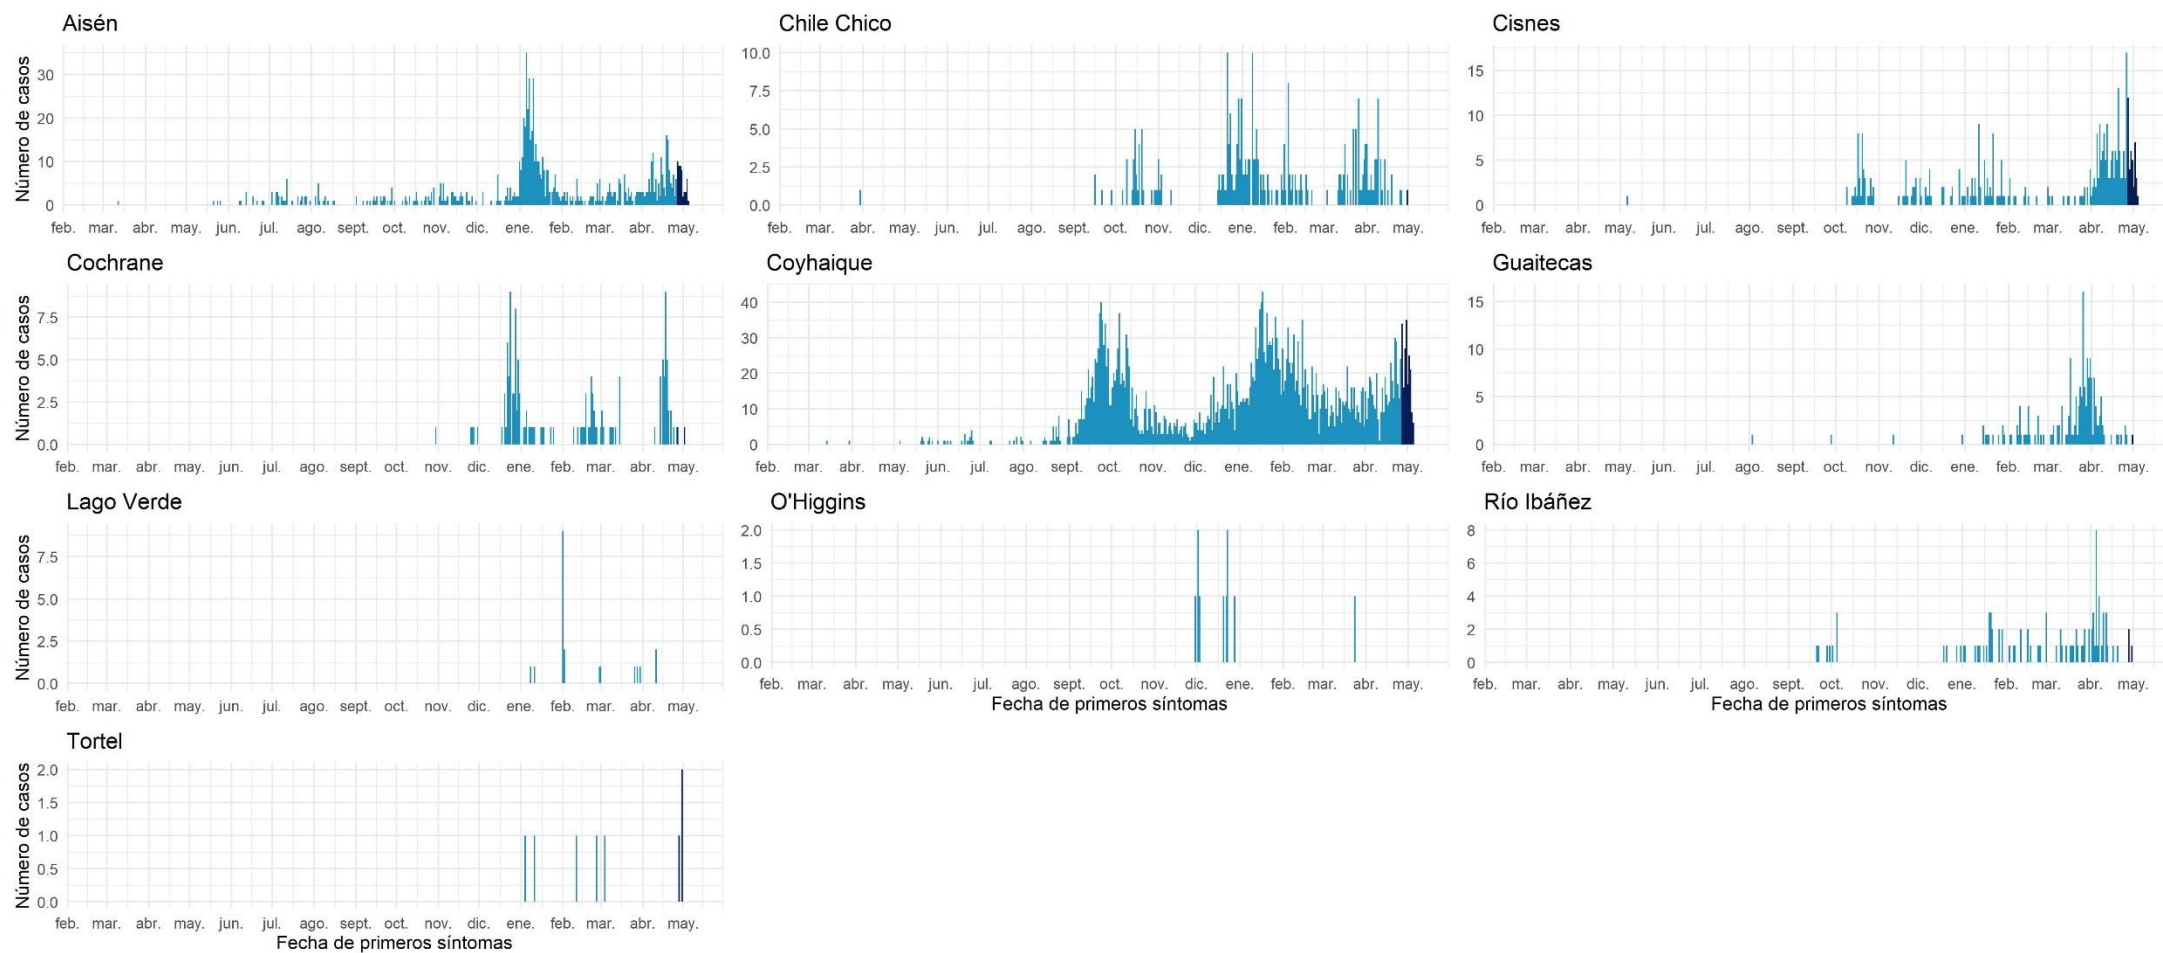 Aisén
Número de casos
30
20
10
0
feb. mar. abr. may. jun. jul. ago. sept. oct. nov. dic. ene. feb. mar. abr. may.
Chile Chico
10.0
7.5
5.0
2.5
0.0
feb. mar. abr. may. jun. jul. ago. sept. oct. nov. dic. ene. feb. mar. abr. may.
Cisnes
15
10
5
0
feb. mar. abr. may. jun. jul. ago. sept. oct. nov. dic. ene. feb. mar. abr. may.
Cochrane
Número de casos
7.5
5.0
2.5
0.0
feb. mar. abr. may. jun. jul. ago. sept. oct. nov. dic. ene. feb. mar. abr. may.
Coyhaique
40
30
20
10
0
feb. mar. abr. may. jun. jul. ago. sept. oct. nov. dic. ene. feb. mar. abr. may.
Guaitecas
15
10
5
0
feb. mar. abr. may. jun. jul. ago. sept. oct. nov. dic. ene. feb. mar. abr. may.
Lago Verde
Número de casos
7.5
5.0
2.5
0.0
feb. mar. abr. may. jun. jul. ago. sept. oct. nov. dic. ene. feb. mar. abr. may.
O'Higgins
2.0
1.5
1.0
0.5
0.0
feb. mar. abr. may. jun. jul. ago. sept. oct. nov. dic. ene. feb. mar. abr. may.
Fecha de primeros síntomas
Río Ibáñez
8
6
4
2
0
feb. mar. abr. may. jun. jul. ago. sept. oct. nov. dic. ene. feb. mar. abr. may.
Fecha de primeros síntomas
Tortel
Número de casos
2.0
1.5
1.0
0.5
0.0
feb. mar. abr. may. jun. jul. ago. sept. oct. nov. dic. ene. feb. mar. abr. may.
Fecha de primeros síntomas